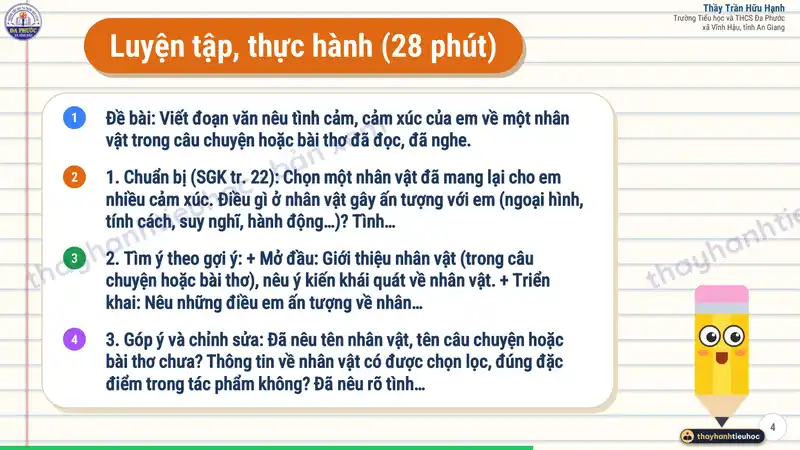 Thầy Trần Hữu Hạnh
Trường Tiểu học và THCS Đa Phước
xã Vĩnh Hậu, tỉnh An Giang
ĐA PHƯỚC
Luyện tập, thực hành (28 phút)
1
Đề bài: Viết đoạn văn nêu tình cảm, cảm xúc của em về một nhân
vật trong câu chuyện hoặc bài thơ đã đọc, đã nghe.
2
1. Chuẩn bị (SGK tr. 22): Chọn một nhân vật đã mang lại cho em
nhiều cảm xúc. Điều gì ở nhân vật gây ấn tượng với em (ngoại hình,
tính cách, suy nghĩ, hành động…)? Tình…
3
2. Tìm ý theo gợi ý: + Mở đầu: Giới thiệu nhân vật (trong câu
chuyện hoặc bài thơ), nêu ý kiến khái quát về nhân vật. + Triển
khai: Nêu những điều em ấn tượng về nhân…
4
3. Góp ý và chỉnh sửa: Đã nêu tên nhân vật, tên câu chuyện hoặc
bài thơ chưa? Thông tin về nhân vật có được chọn lọc, đúng đặc
điểm trong tác phẩm không? Đã nêu rõ tình…
4
thayhanhtieuhoc